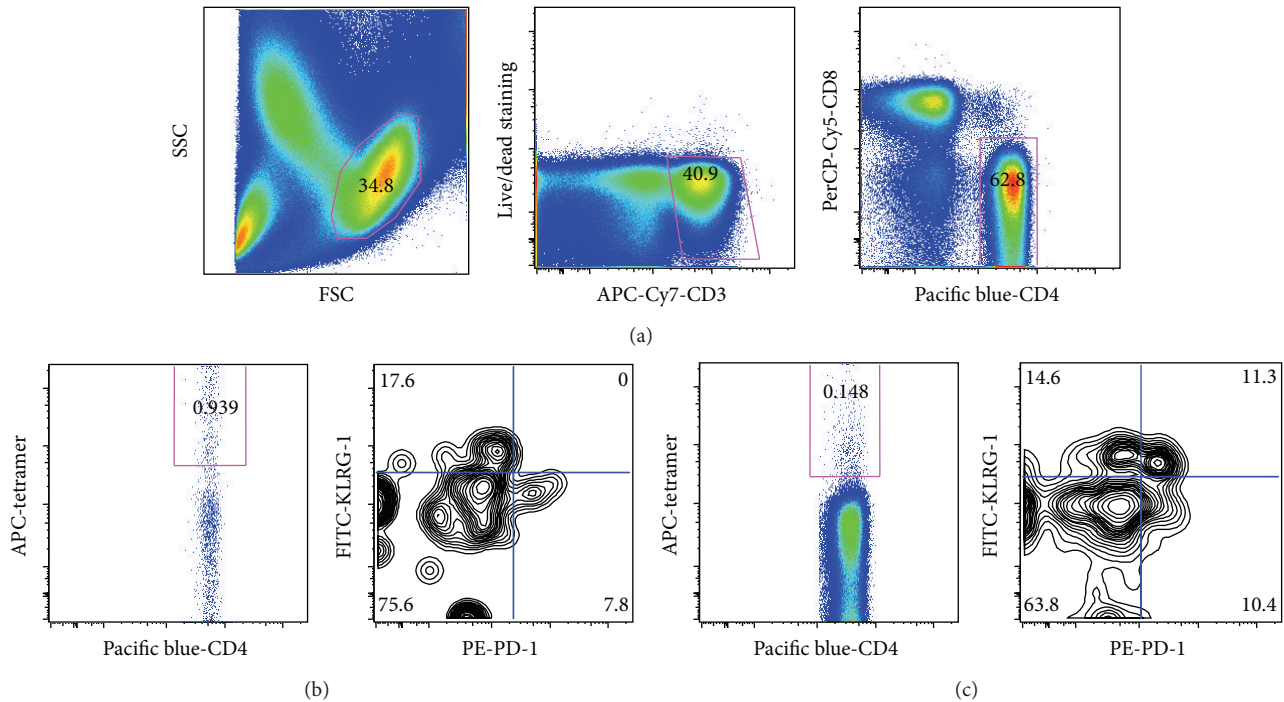 SSC
34.8
FSC
Live/dead staining
40.9
APC-Cy7-CD3
PerCP-Cy5-CD8
62.8
Pacific blue-CD4
(a)
APC-tetramer
0.939
Pacific blue-CD4
FITC-KLRG-1
17.6
0
75.6
7.8
PE-PD-1
(b)
APC-tetramer
0.148
Pacific blue-CD4
FITC-KLRG-1
14.6
11.3
63.8
10.4
PE-PD-1
(c)